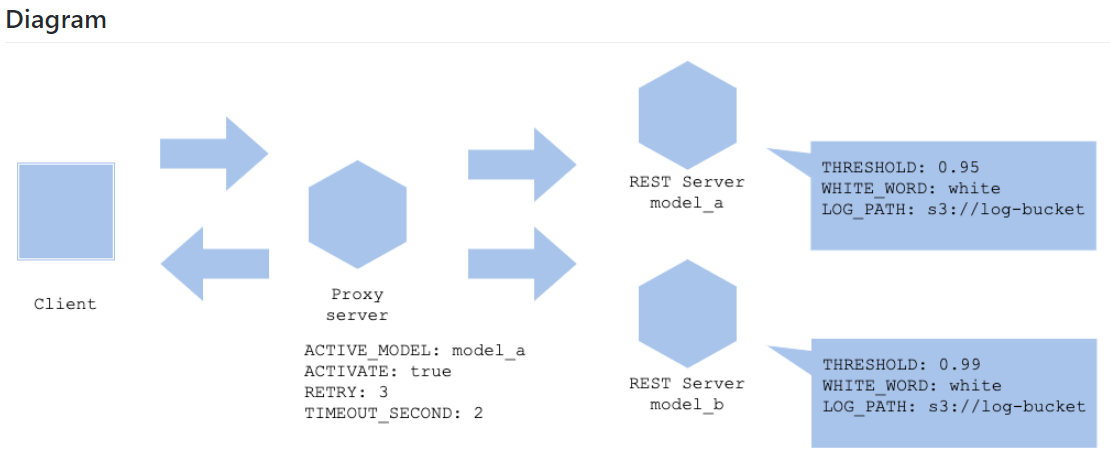 Diagram
Client
Proxy
server
ACTIVE_MODEL: model_a
ACTIVATE: true
RETRY: 3
TIMEOUT_SECOND: 2
REST Server
model_a
THRESHOLD: 0.95
WHITE_WORD: white
LOG_PATH: s3://log-bucket
REST Server
model_b
THRESHOLD: 0.99
WHITE_WORD: white
LOG_PATH: s3://log-bucket